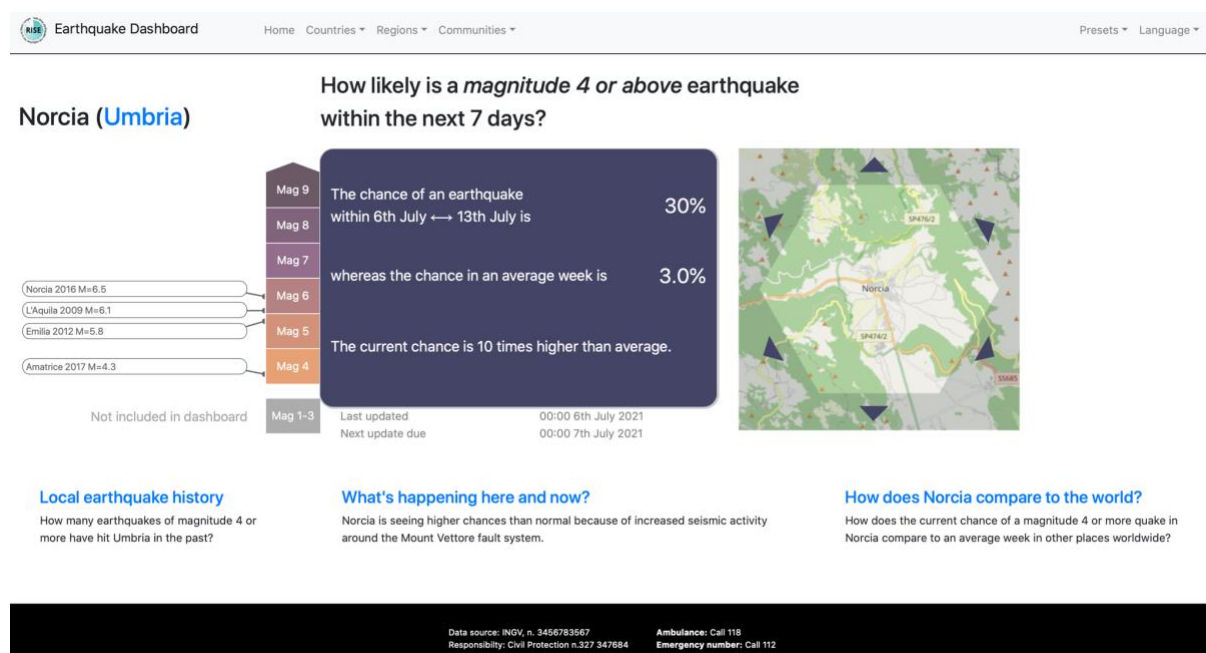 RISE
Earthquake Dashboard
Home Countries Regions Communities
Presets Language
How likely is a magnitude 4 or above earthquake
within the next 7 days?
Norcia (Umbria)
Mag 9
Mag 8
Mag 7
Mag 6
Mag 5
Mag 4
Mag 1-3
Norcia 2016 M=6.5
L'Aquila 2009 M=6.1
Emilia 2012 M=5.8
Amatrice 2017 M=4.3
Not included in dashboard
The chance of an earthquake
within 6th July ⟷ 13th July is
30%
whereas the chance in an average week is
3.0%
The current chance is 10 times higher than average.
Last updated 00:00 6th July 2021
Next update due 00:00 7th July 2021
SP476/2
Norcia
SP474/2
SS685
Local earthquake history
How many earthquakes of magnitude 4 or
more have hit Umbria in the past?
What's happening here and now?
Norcia is seeing higher chances than normal because of increased seismic activity
around the Mount Vettore fault system.
How does Norcia compare to the world?
How does the current chance of a magnitude 4 or more quake in
Norcia compare to an average week in other places worldwide?
Data source: INGV, n. 3456783567
Responsibilty: Civil Protection n.327 347684
Ambulance: Call 118
Emergency number: Call 112